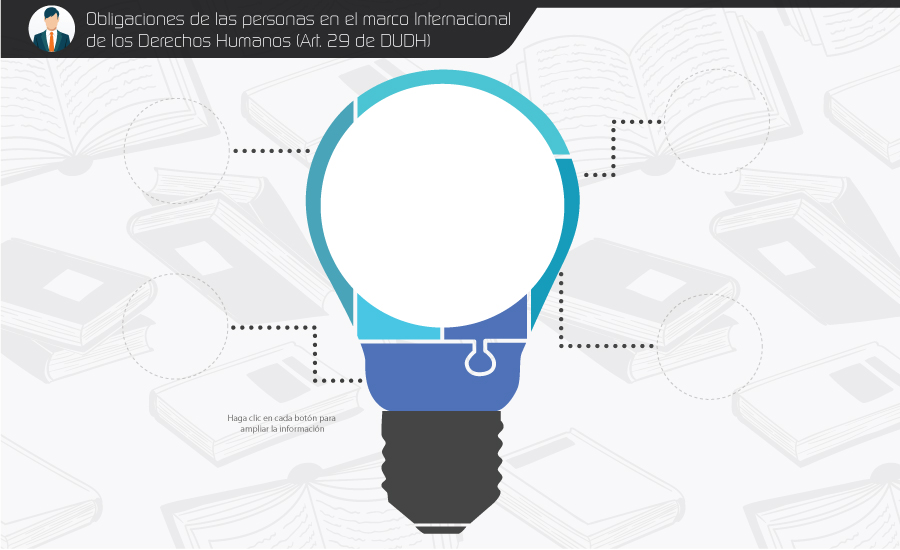 Obligaciones de las personas en el marco Internacional
de los Derechos Humanos (Art. 29 de DUDH)
Haga clic en cada botón para
ampliar la información